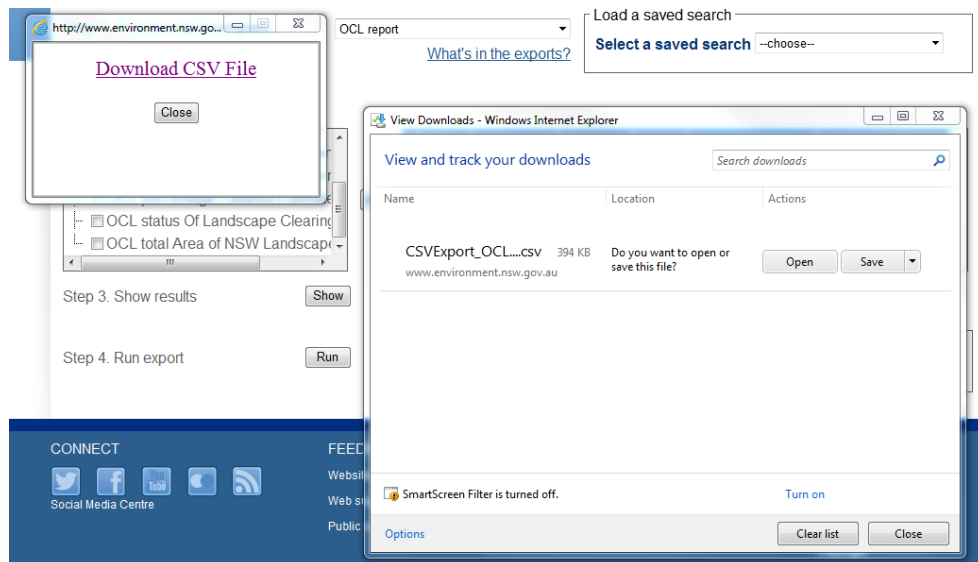 http://www.environment.nsw.go...
Download CSV File
Close
OCL report
What's in the exports?
Load a saved search
Select a saved search
--choose--
OCL status Of Landscape Clearing
OCL total Area of NSW Landscape
Step 3. Show results
Show
Step 4. Run export
Run
View Downloads - Windows Internet Explorer
View and track your downloads
Search downloads
Name Location Actions
CSVExport_OCL....csv 394 KB
www.environment.nsw.gov.au
Do you want to open or
save this file?
Open
Save
SmartScreen Filter is turned off.
Turn on
Options
Clear list
Close
CONNECT
You
Tube
Social Media Centre
FEED
Websit
Web su
Public